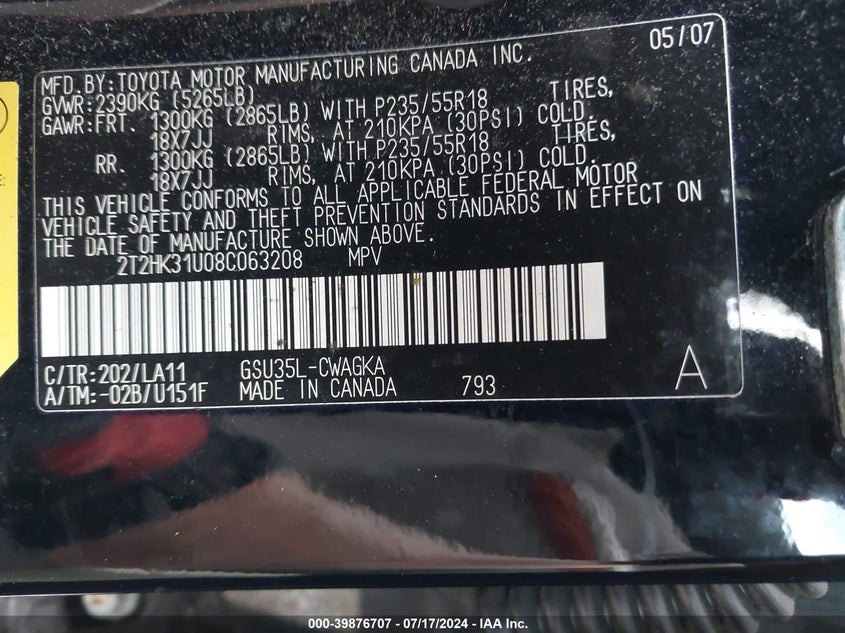 05/07
MFD.BY:TOYOTA MOTOR MANUFACTURING CANADA INC.
GVWR:2390KG (5265LB)
GAWR:FRT. 1300KG (2865LB) WITH P235/55R18 TIRES,
18X7JJ RIMS, AT 210KPA (30PSI) COLD.
RR. 1300KG (2865LB) WITH P235/55R18 TIRES,
18X7JJ RIMS, AT 210KPA (30PSI) COLD.
THIS VEHICLE CONFORMS TO ALL APPLICABLE FEDERAL MOTOR
VEHICLE SAFETY AND THEFT PREVENTION STANDARDS IN EFFECT ON
THE DATE OF MANUFACTURE SHOWN ABOVE.
2T2HK31U08C063208 MPV
C/TR:202/LA11 GSU35L-CWAGKA
A/TM:-02B/U151F MADE IN CANADA 793 A
000-39876707 - 07/17/2024 - IAA Inc.